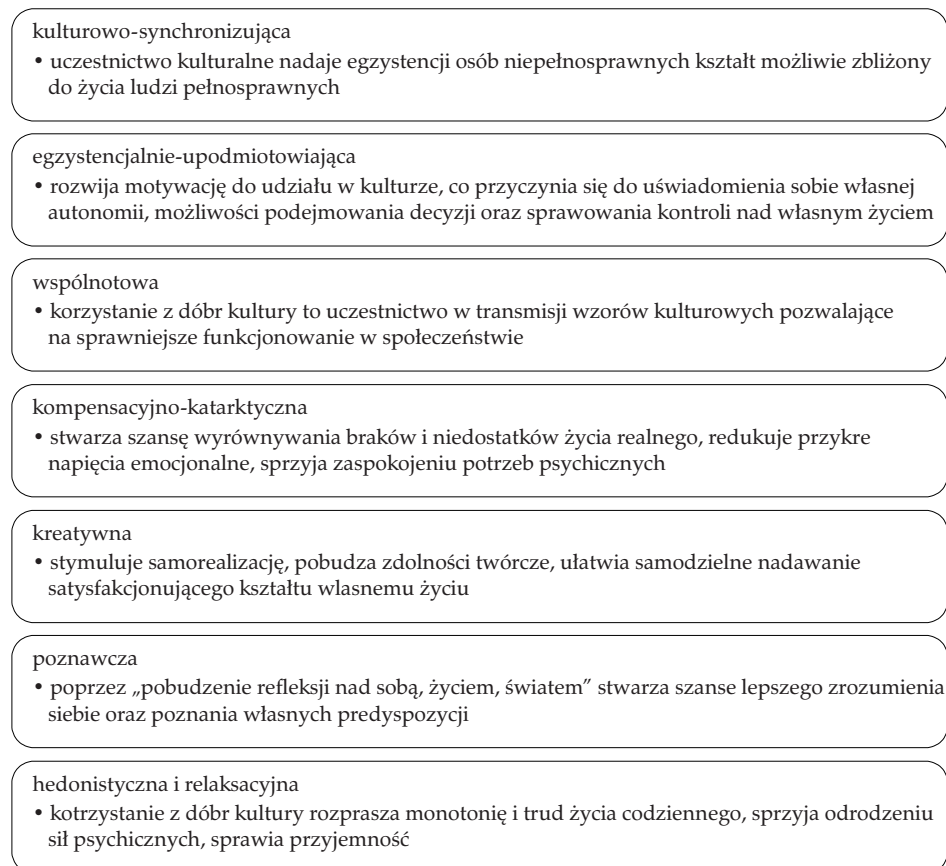 kulturowo-synchronizująca
• uczestnictwo kulturalne nadaje egzystencji osób niepełnosprawnych kształt możliwie zbliżony
do życia ludzi pełnosprawnych
egzystencjalnie-upodmiotowiająca
• rozwija motywację do udziału w kulturze, co przyczynia się do uświadomienia sobie własnej
autonomii, możliwości podejmowania decyzji oraz sprawowania kontroli nad własnym życiem
wspólnotowa
• korzystanie z dóbr kultury to uczestnictwo w transmisji wzorów kulturowych pozwalające
na sprawniejsze funkcjonowanie w społeczeństwie
kompensacyjno-katarktyczna
• stwarza szansę wyrównywania braków i niedostatków życia realnego, redukuje przykre
napięcia emocjonalne, sprzyja zaspokojeniu potrzeb psychicznych
kreatywna
• stymuluje samorealizację, pobudza zdolności twórcze, ułatwia samodzielne nadawanie
satysfakcjonującego kształtu wlasnemu życiu
poznawcza
• poprzez „pobudzenie refleksji nad sobą, życiem, światem” stwarza szanse lepszego zrozumienia
siebie oraz poznania własnych predyspozycji
hedonistyczna i relaksacyjna
• kotrzystanie z dóbr kultury rozprasza monotonię i trud życia codziennego, sprzyja odrodzeniu
sił psychicznych, sprawia przyjemność